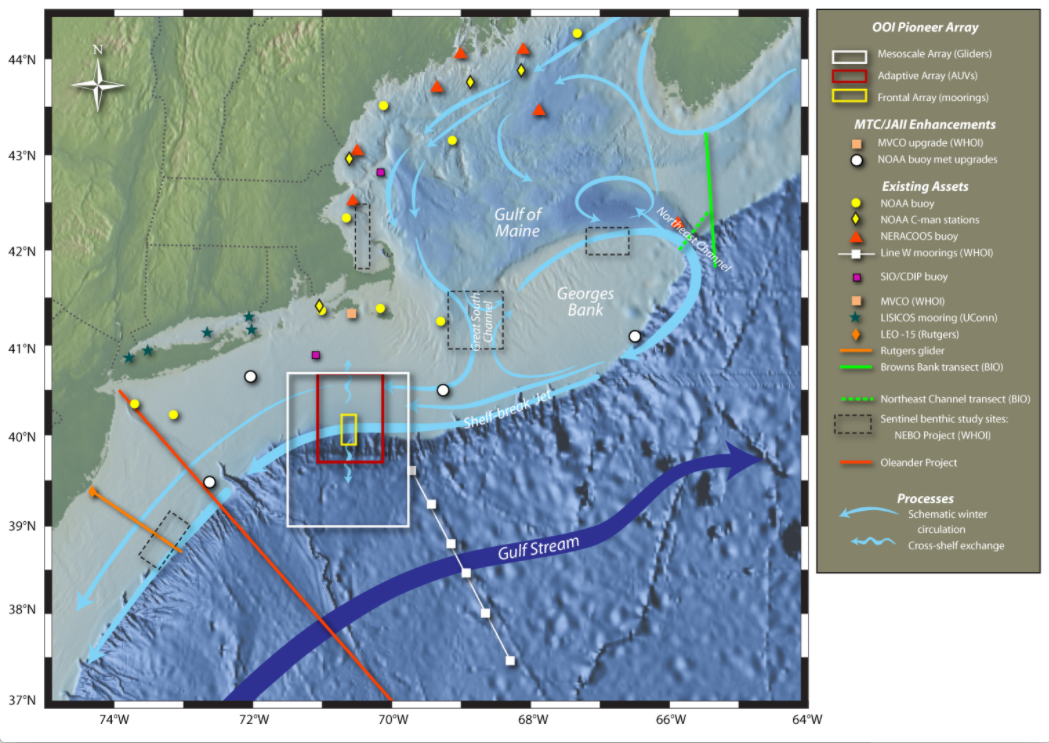 N
44°N
43°N
42°N
41°N
40°N
39°N
38°N
37°N
74°W
72°W
70°W
68°W
66°W
64°W
Gulf of
Maine
Northeast Channel
Georges
Bank
Great South
Channel
Shelf-break Jet
Gulf Stream
OOI Pioneer Array
Mesoscale Array (Gliders)
Adaptive Array (AUVs)
Frontal Array (moorings)
MTC/JAII Enhancements
MVCO upgrade (WHOI)
NOAA buoy met upgrades
Existing Assets
NOAA buoy
NOAA C-man stations
NERACOOS buoy
Line W moorings (WHOI)
SIO/CDIP buoy
MVCO (WHOI)
LISICOS mooring (UConn)
LEO -15 (Rutgers)
Rutgers glider
Browns Bank transect (BIO)
Northeast Channel transect (BIO)
Sentinel benthic study sites:
NEBO Project (WHOI)
Oleander Project
Processes
Schematic winter
circulation
Cross-shelf exchange